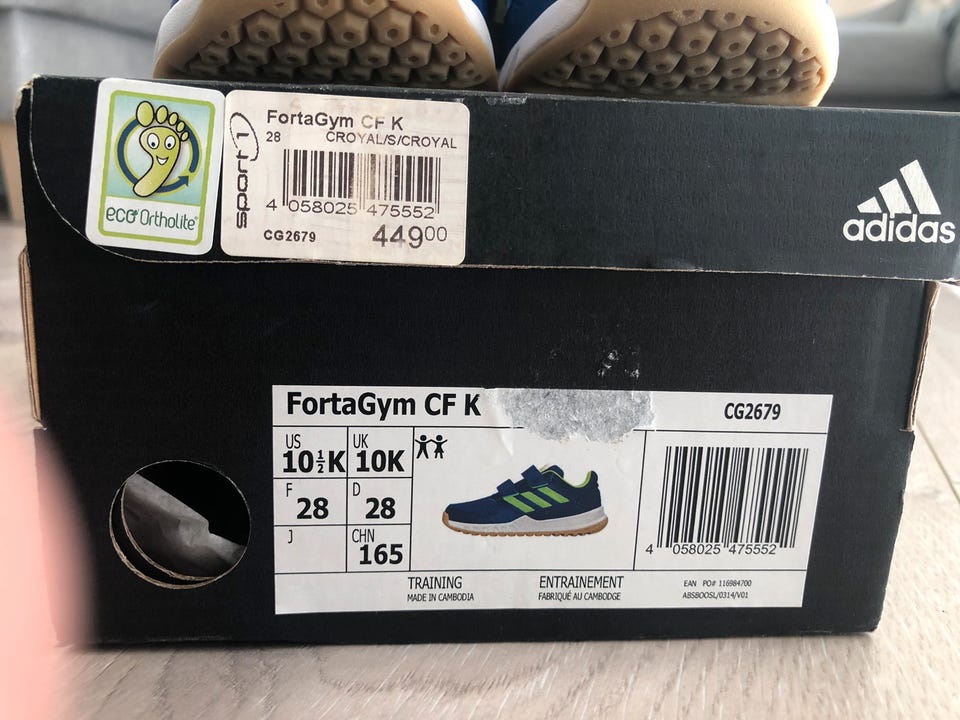 eco Ortholite®
sport 1
FortaGym CF K
28 CROYAL/S/CROYAL
4 058025 475552
CG2679 449⁰⁰
adidas
FortaGym CF K
CG2679
US
10½K
UK
10K
F
28
D
28
J
CHN
165
4 058025 475552
TRAINING
MADE IN CAMBODIA
ENTRAINEMENT
FABRIQUÉ AU CAMBODGE
EAN PO# 116984700
ABSBOOSL/0314/V01